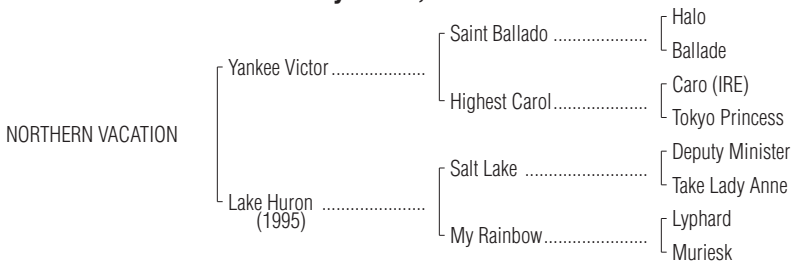 Halo
Saint Ballado ....................
Ballade
Yankee Victor....................
Caro (IRE)
Highest Carol....................
Tokyo Princess
NORTHERN VACATION
Deputy Minister
Salt Lake ....................
Take Lady Anne
Lake Huron ......................
(1995)
Lyphard
My Rainbow......................
Muriesk